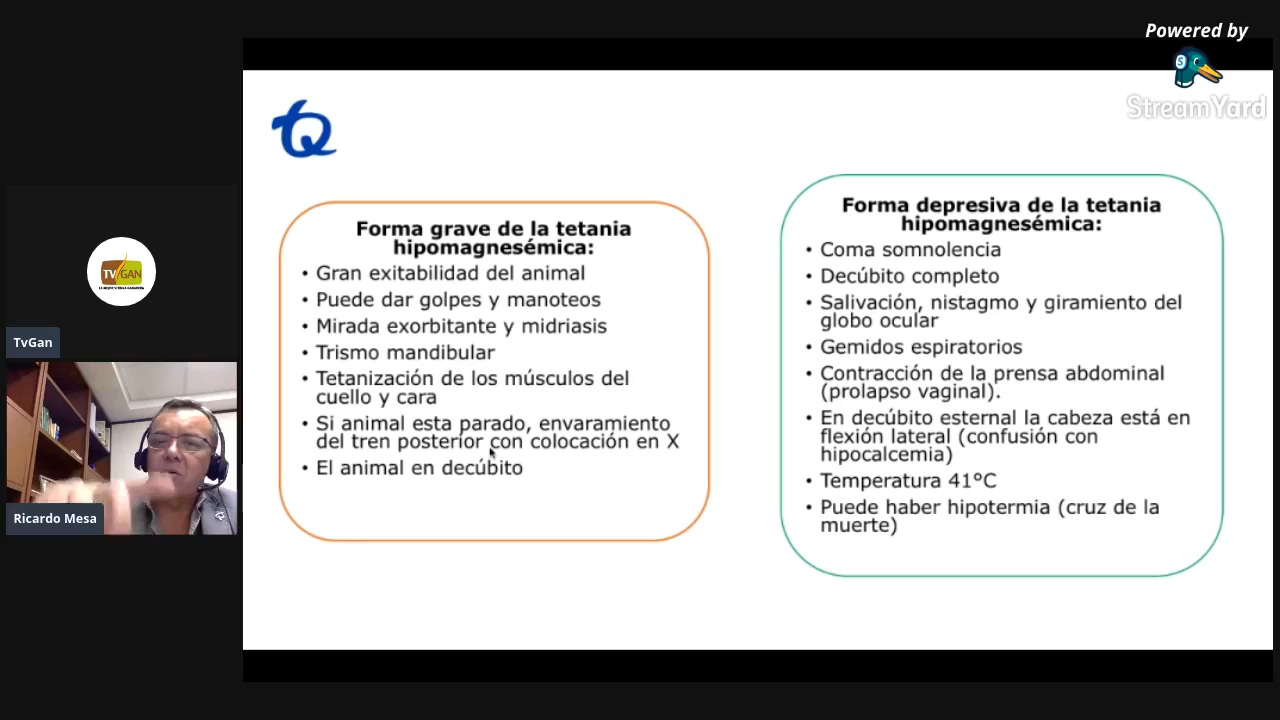 Powered by
StreamYard
TQ
Forma grave de la tetania
hipomagnesémica:
• Gran exitabilidad del animal
• Puede dar golpes y manoteos
• Mirada exorbitante y midriasis
• Trismo mandibular
• Tetanización de los músculos del
cuello y cara
• Si animal esta parado, envaramiento
del tren posterior con colocación en X
• El animal en decúbito
Forma depresiva de la tetania
hipomagnesémica:
• Coma somnolencia
• Decúbito completo
• Salivación, nistagmo y giramiento del
globo ocular
• Gemidos espiratorios
• Contracción de la prensa abdominal
(prolapso vaginal).
• En decúbito esternal la cabeza está en
flexión lateral (confusión con
hipocalcemia)
• Temperatura 41°C
• Puede haber hipotermia (cruz de la
muerte)
TV GAN
TvGan
Ricardo Mesa